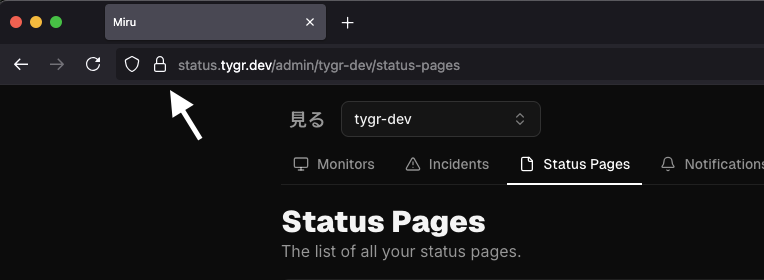 Miru
status.tygr.dev/admin/tygr-dev/status-pages
見る tygr-dev
Monitors Incidents Status Pages Notifications
Status Pages
The list of all your status pages.